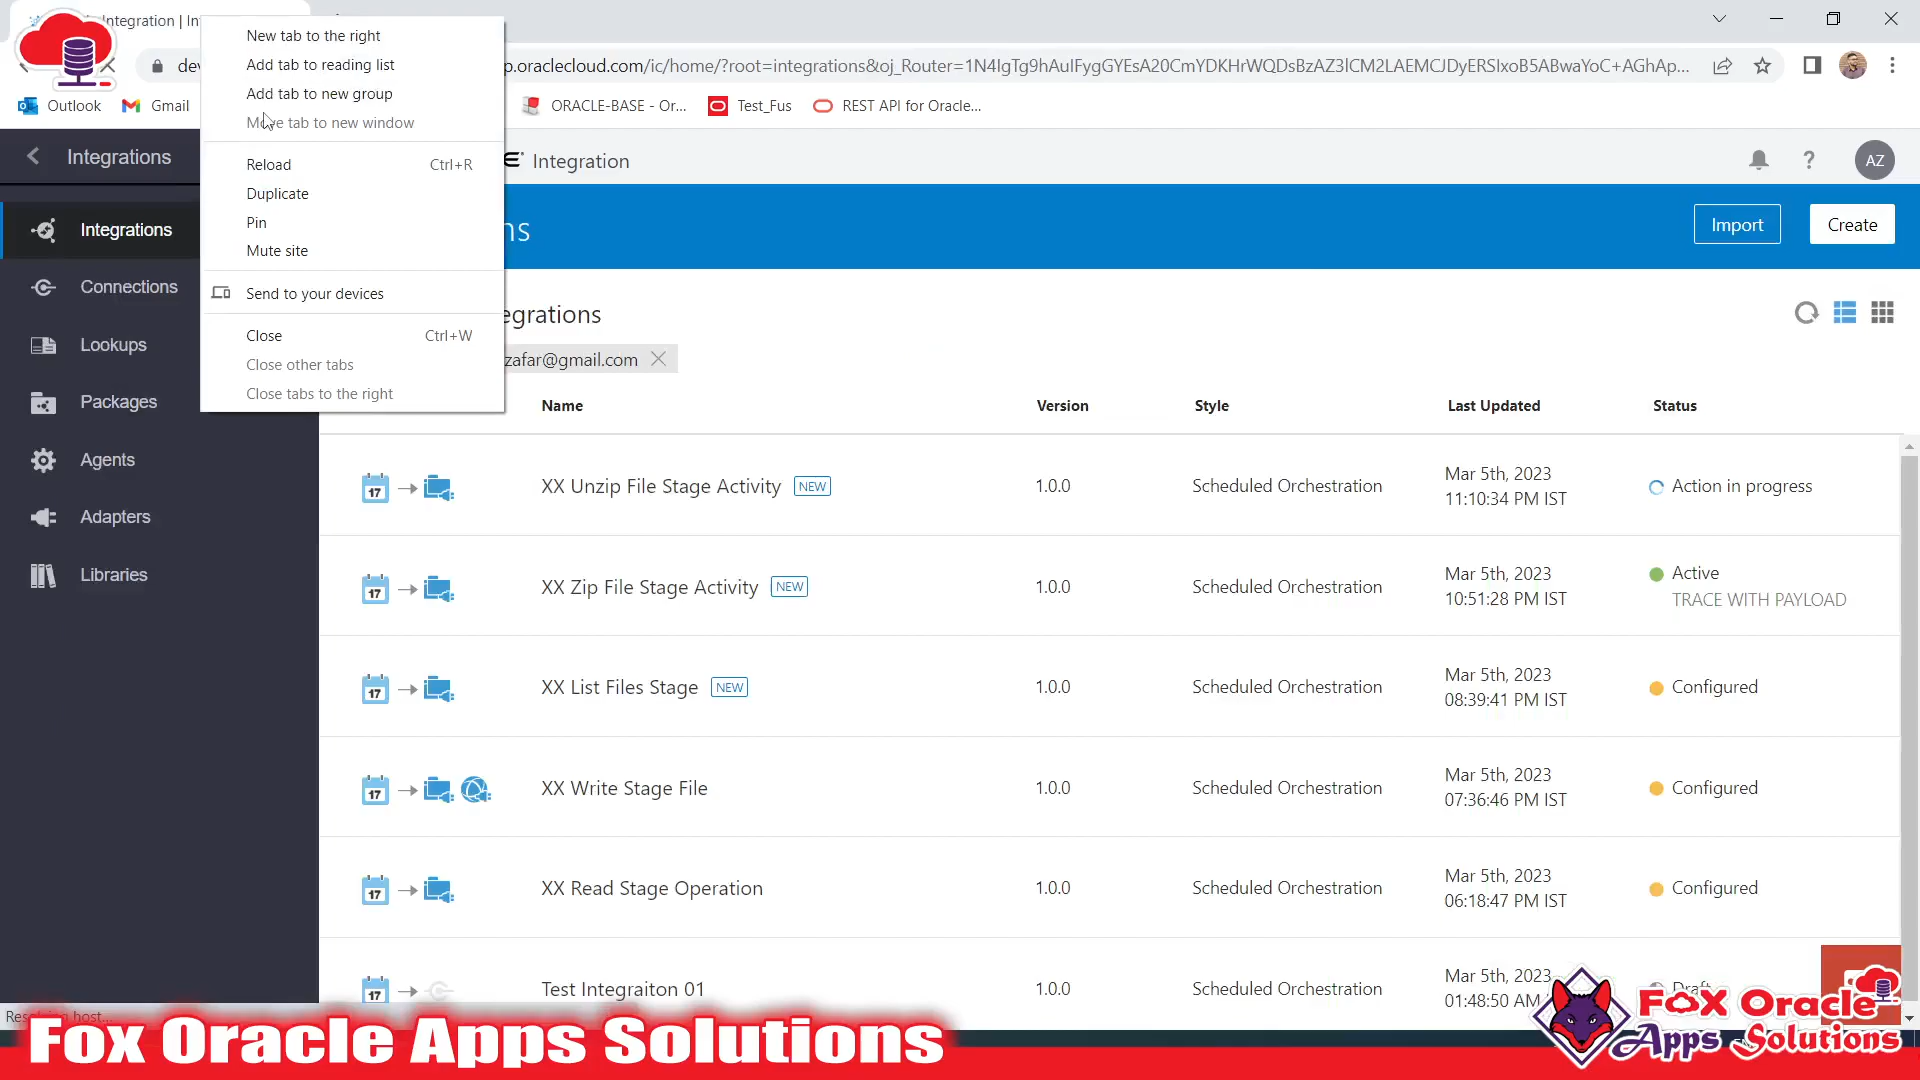 Integration | In
New tab to the right
Add tab to reading list
Add tab to new group
Move tab to new window
Reload Ctrl+R
Duplicate
Pin
Mute site
Send to your devices
Close Ctrl+W
Close other tabs
Close tabs to the right
dev
p.oraclecloud.com/ic/home/?root=integrations&oj_Router=1N4IgTg9hAulFygGYEsA20CmYDKHrWQDsBzAZ3lCM2LAEMCJDyERSIxoB5ABwaYoC+AGhAp...
Outlook
Gmail
ORACLE-BASE - Or...
Test_Fus
REST API for Oracle...
Integrations
Integration
AZ
Integrations
Connections
Lookups
Packages
Agents
Adapters
Libraries
ns
Import
Create
egrations
zafar@gmail.com
Name Version Style Last Updated Status
XX Unzip File Stage Activity NEW 1.0.0 Scheduled Orchestration Mar 5th, 2023 11:10:34 PM IST Action in progress
XX Zip File Stage Activity NEW 1.0.0 Scheduled Orchestration Mar 5th, 2023 10:51:28 PM IST Active TRACE WITH PAYLOAD
XX List Files Stage NEW 1.0.0 Scheduled Orchestration Mar 5th, 2023 08:39:41 PM IST Configured
XX Write Stage File 1.0.0 Scheduled Orchestration Mar 5th, 2023 07:36:46 PM IST Configured
XX Read Stage Operation 1.0.0 Scheduled Orchestration Mar 5th, 2023 06:18:47 PM IST Configured
Test Integraiton 01 1.0.0 Scheduled Orchestration Mar 5th, 2023 01:48:50 AM Draft
Resolving host...
Fox Oracle Apps Solutions
Fox Oracle
Apps Solutions